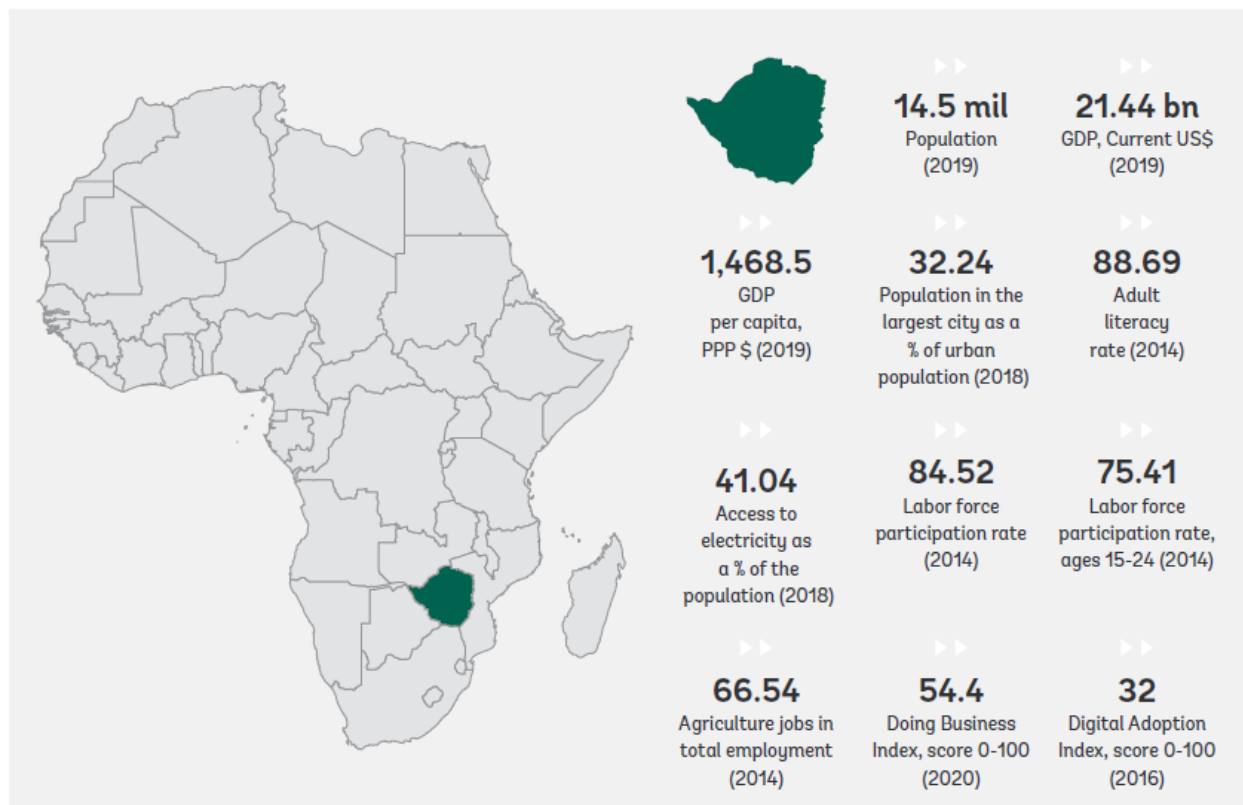 14.5 mil
Population
(2019)
21.44 bn
GDP, Current US$
(2019)
1,468.5
GDP
per capita,
PPP $ (2019)
32.24
Population in the
largest city as a
% of urban
population (2018)
88.69
Adult
literacy
rate (2014)
41.04
Access to
electricity as
a % of the
population (2018)
84.52
Labor force
participation rate
(2014)
75.41
Labor force
participation rate,
ages 15-24 (2014)
66.54
Agriculture jobs in
total employment
(2014)
54.4
Doing Business
Index, score 0-100
(2020)
32
Digital Adoption
Index, score 0-100
(2016)